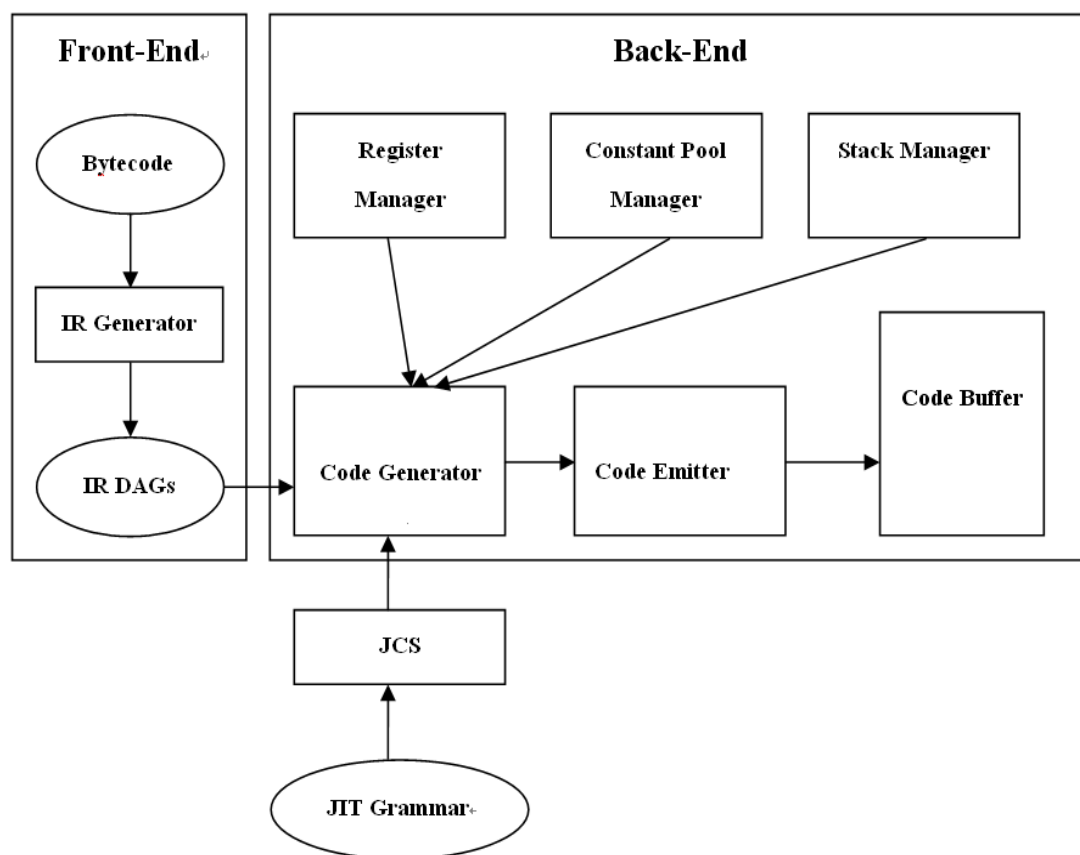 Front-End
Back-End
Bytecode
Register
Manager
Constant Pool
Manager
Stack Manager
IR Generator
IR DAGs
Code Generator
Code Emitter
Code Buffer
JCS
JIT Grammar